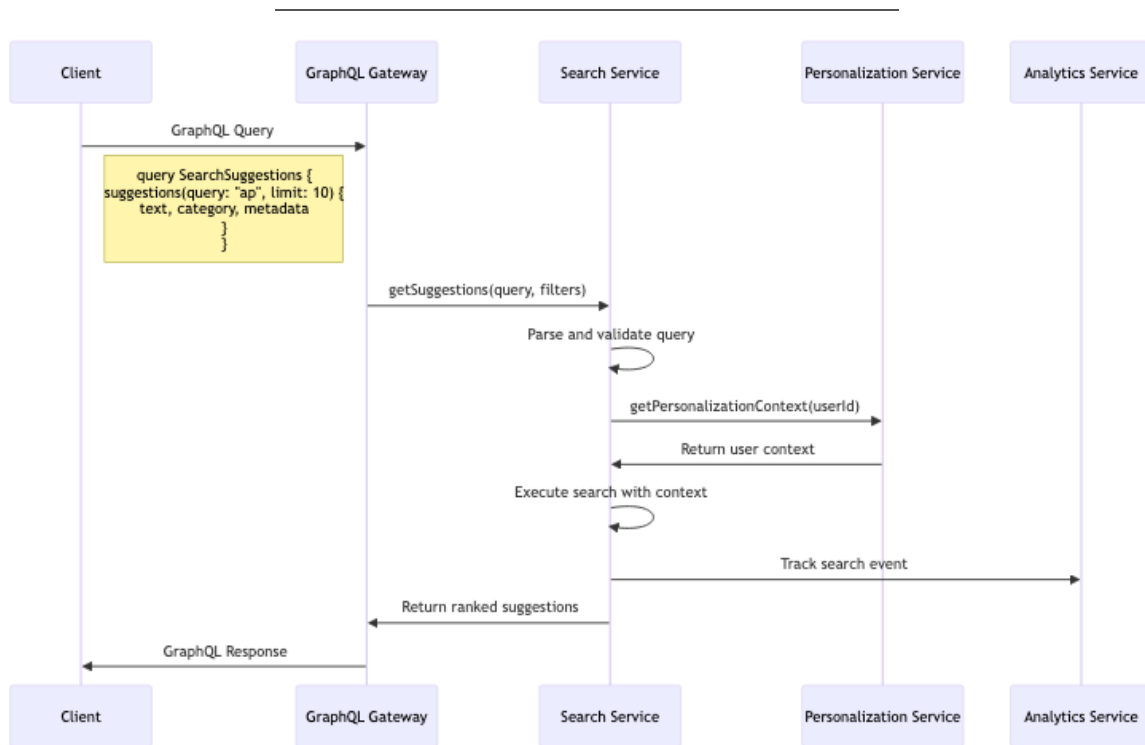 Client
GraphQL Gateway
Search Service
Personalization Service
Analytics Service
GraphQL Query
query SearchSuggestions {
suggestions(query: "ap", limit: 10) {
text, category, metadata
}
}
getSuggestions(query, filters)
Parse and validate query
getPersonalizationContext(userId)
Return user context
Execute search with context
Track search event
Return ranked suggestions
GraphQL Response
Client
GraphQL Gateway
Search Service
Personalization Service
Analytics Service